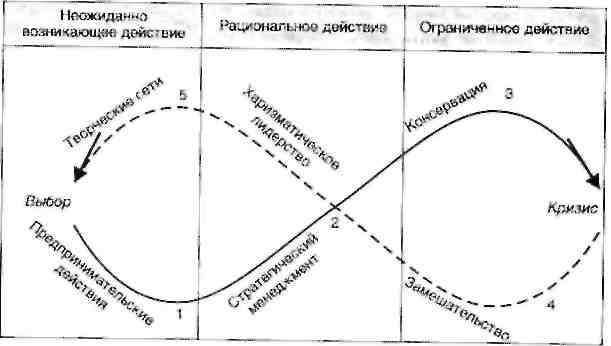 Неожиданно
возникающее действие
Рациональное действие
Ограниченное действие
Творческие сети
5
Харизматическое
лидерство
Консервация
3
Выбор
Кризис
2
Предпринимательские
действия
1
Стратегический
менеджмент
Замешательство
4